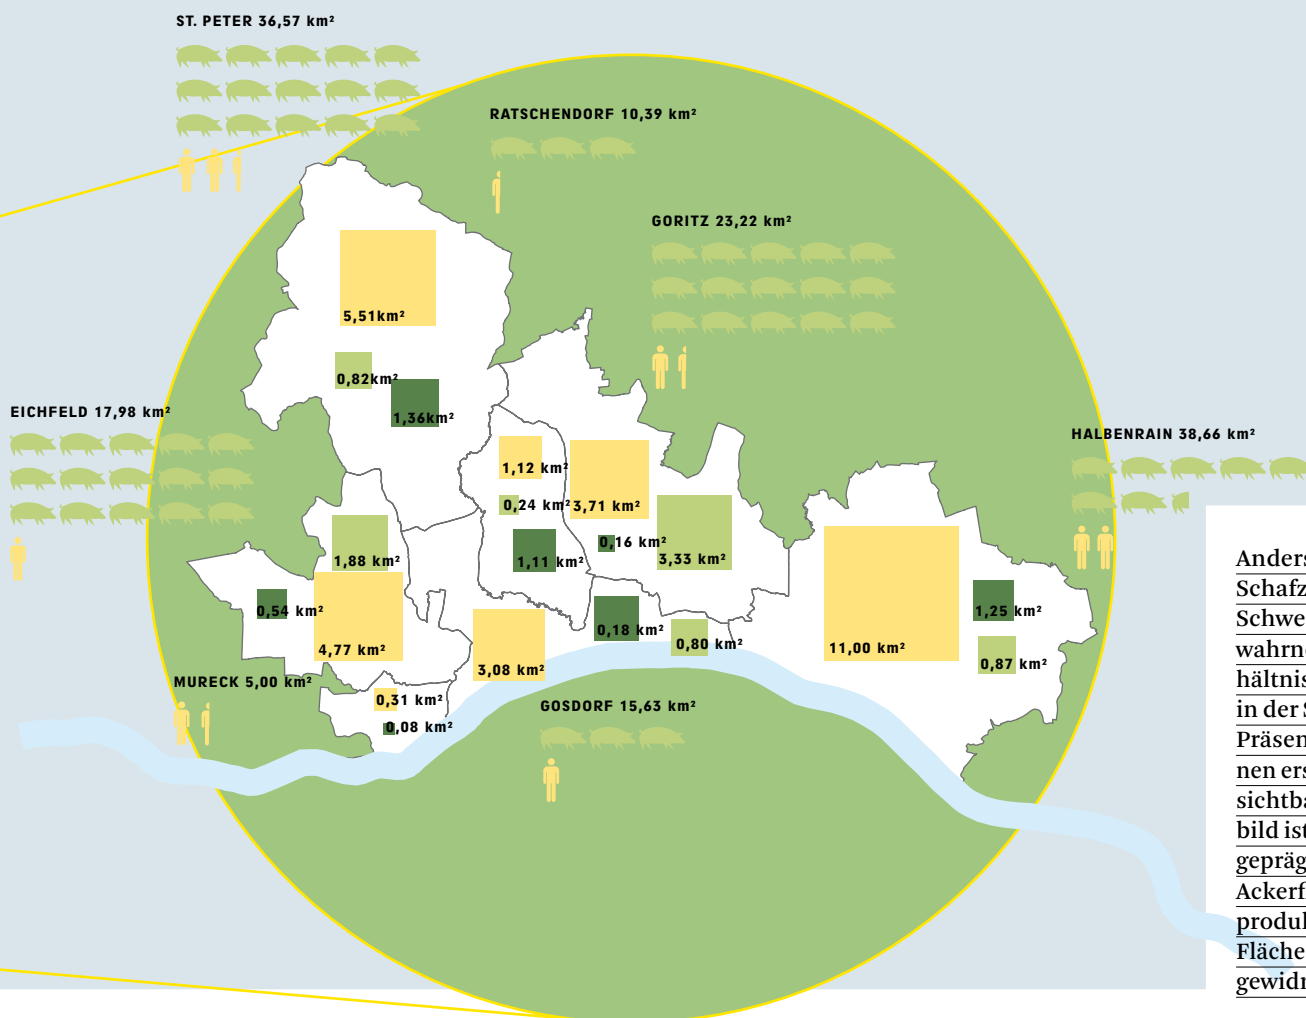 ST. PETER 36,57 km²
RATSCHENDORF 10,39 km²
GORITZ 23,22 km²
5,51km²
0,82km²
1,36km²
EICHFELD 17,98 km²
HALBENRAIN 38,66 km²
1,12 km²
0,24 km²
3,71 km²
1,11 km²
0,16 km²
3,33 km²
1,88 km²
0,54 km²
4,77 km²
0,18 km²
0,80 km²
3,08 km²
11,00 km²
1,25 km²
0,87 km²
MURECK 5,00 km²
0,31 km²
0,08 km²
GOSDORF 15,63 km²
Anders
Schafz
Schwe
wahrne
hältnis
in der S
Präsen
nen ers
sichtba
bild ist
gepräg
Ackerf
produk
Fläche
gewidm